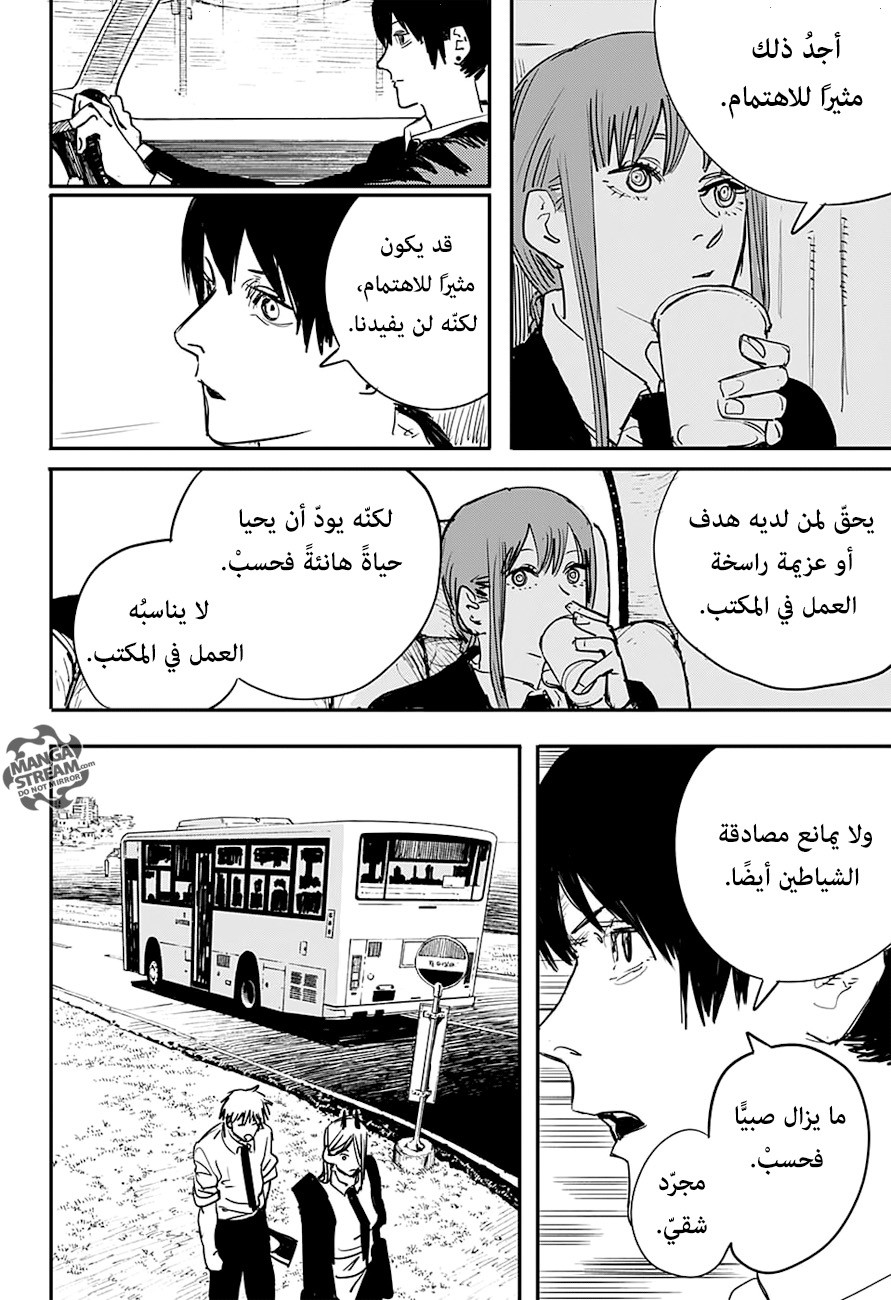 أجدُ ذلك
مثيرًا للاهتمام.
قد يكون
مثيرًا للاهتمام،
لكنّه لن يفيدنا.
يحقّ لمن لديه هدف
أو عزيمة راسخة
العمل في المكتب.
لكنّه يودّ أن يحيا
حياةً هانئةً فحسبْ.
لا يناسبُه
العمل في المكتب.
ولا يمانع مصادقة
الشياطين أيضًا.
ما يزال صبيًّا
فحسبْ.
مجرّد
شقيّ.
MANGA
STREAM.com
DO NOT MIRROR